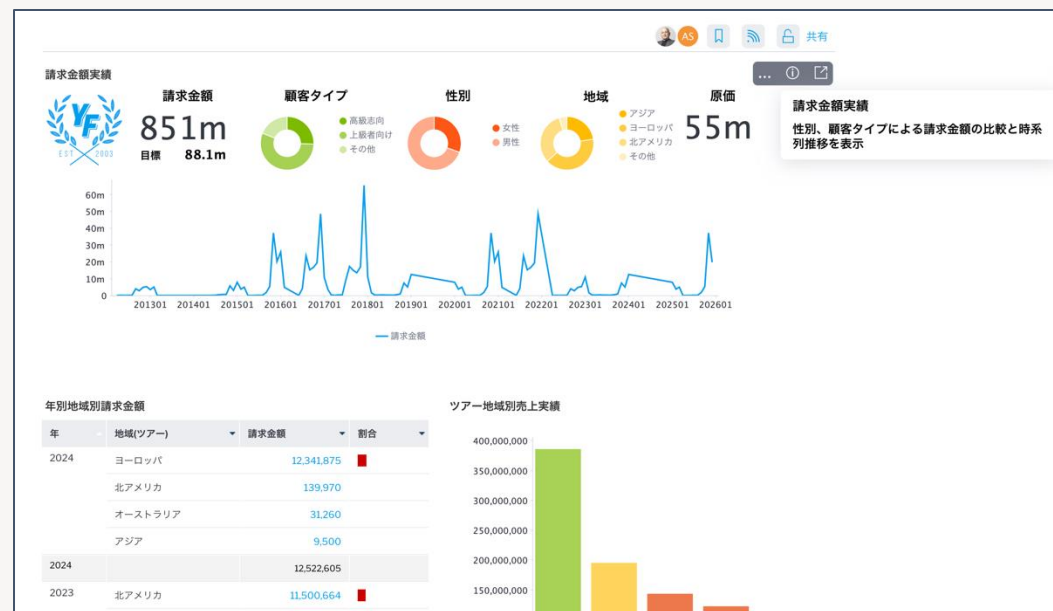 AS
共有
請求金額実績
YF
EST 2003
請求金額
851m
目標 88.1m
顧客タイプ
高級志向
上級者向け
その他
性別
女性
男性
地域
アジア
ヨーロッパ
北アメリカ
その他
原価
55m
...
請求金額実績
性別、顧客タイプによる請求金額の比較と時系
列推移を表示
60m
50m
40m
30m
20m
10m
0
201301 201401 201501 201601 201701 201801 201901 202001 202101 202201 202301 202401 202501 202601
請求金額
年別地域別請求金額
年 地域(ツアー) 請求金額 割合
2024 ヨーロッパ 12,341,875
北アメリカ 139,970
オーストラリア 31,260
アジア 9,500
2024 12,522,605
2023 北アメリカ 11,500,664
ツアー地域別売上実績
400,000,000
350,000,000
300,000,000
250,000,000
200,000,000
150,000,000